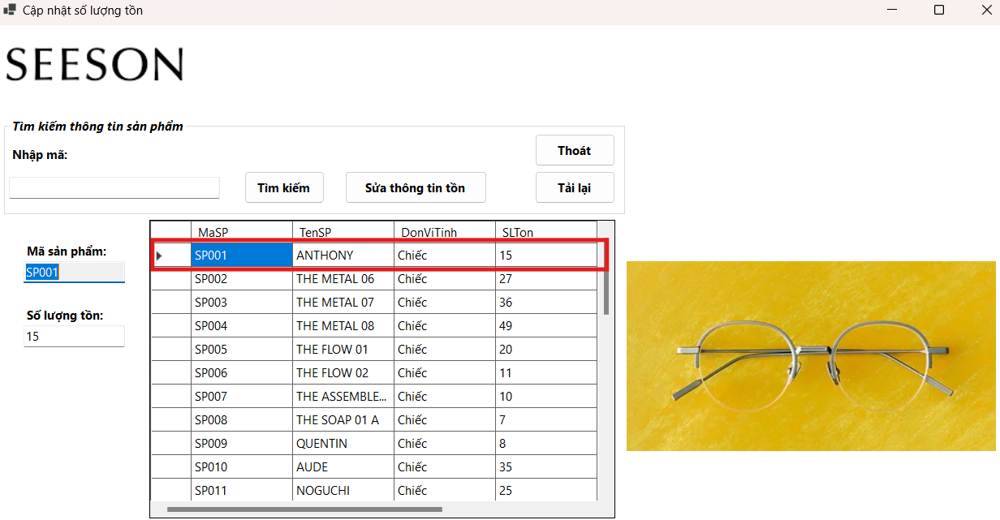 Cập nhật số lượng tồn
SEESON
Tìm kiếm thông tin sản phẩm
Nhập mã:
Thoát
Tìm kiếm
Sửa thông tin tồn
Tải lại
Mã sản phẩm:
SP001
Số lượng tồn:
15
MaSP TenSP DonViTinh SLTon
SP001 ANTHONY Chiếc 15
SP002 THE METAL 06 Chiếc 27
SP003 THE METAL 07 Chiếc 36
SP004 THE METAL 08 Chiếc 49
SP005 THE FLOW 01 Chiếc 20
SP006 THE FLOW 02 Chiếc 11
SP007 THE ASSEMBLE... Chiếc 10
SP008 THE SOAP 01 A Chiếc 7
SP009 QUENTIN Chiếc 8
SP010 AUDE Chiếc 35
SP011 NOGUCHI Chiếc 25